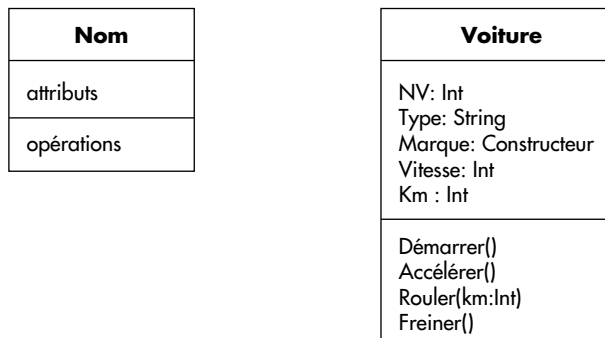 Nom
attributs
opérations
Voiture
NV: Int
Type: String
Marque: Constructeur
Vitesse: Int
Km : Int
Démarrer()
Accélérer()
Rouler(km:Int)
Freiner()